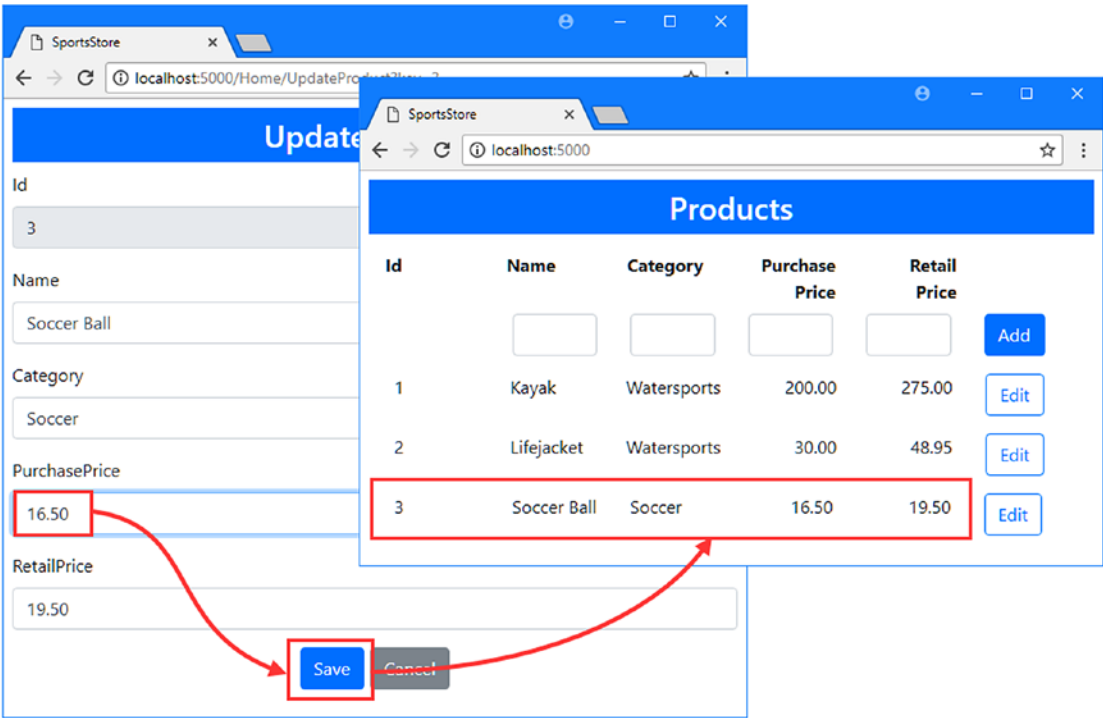 SportsStore
localhost:5000/Home/UpdateProduct?key=3
Update
Id
3
Name
Soccer Ball
Category
Soccer
PurchasePrice
16.50
RetailPrice
19.50
Save Cancel
SportsStore
localhost:5000
Products
Id Name Category Purchase Price Retail Price
Add
1 Kayak Watersports 200.00 275.00 Edit
2 Lifejacket Watersports 30.00 48.95 Edit
3 Soccer Ball Soccer 16.50 19.50 Edit